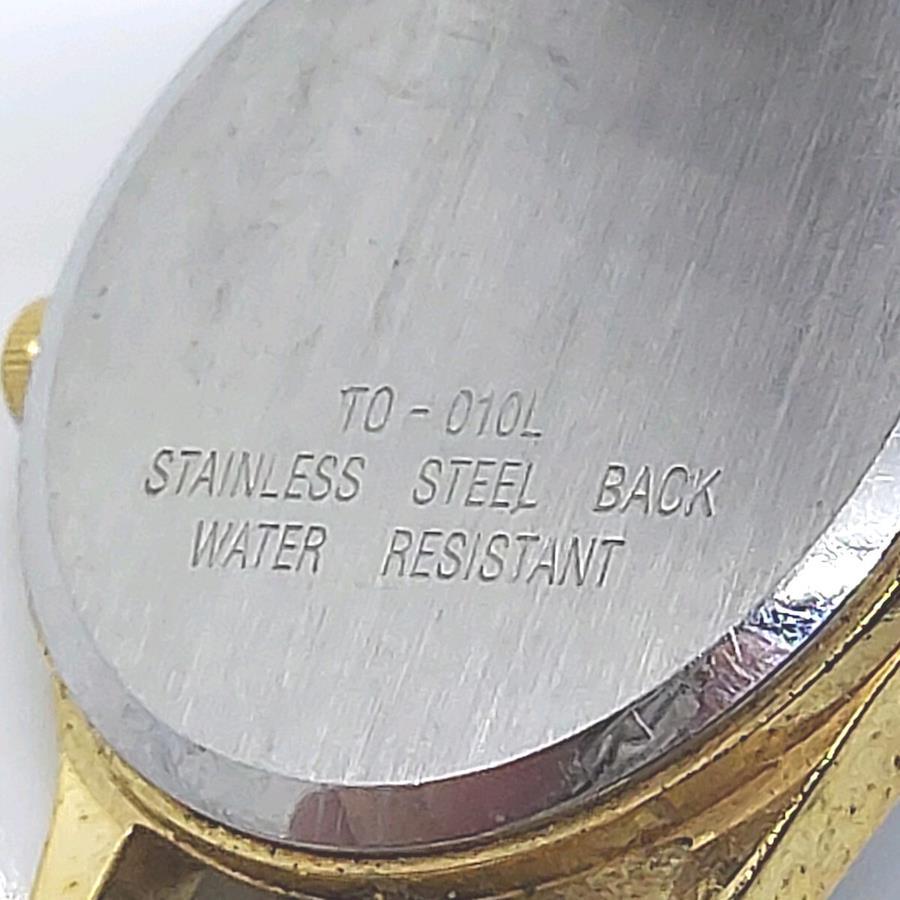 TO - 010L
STAINLESS STEEL BACK
WATER RESISTANT